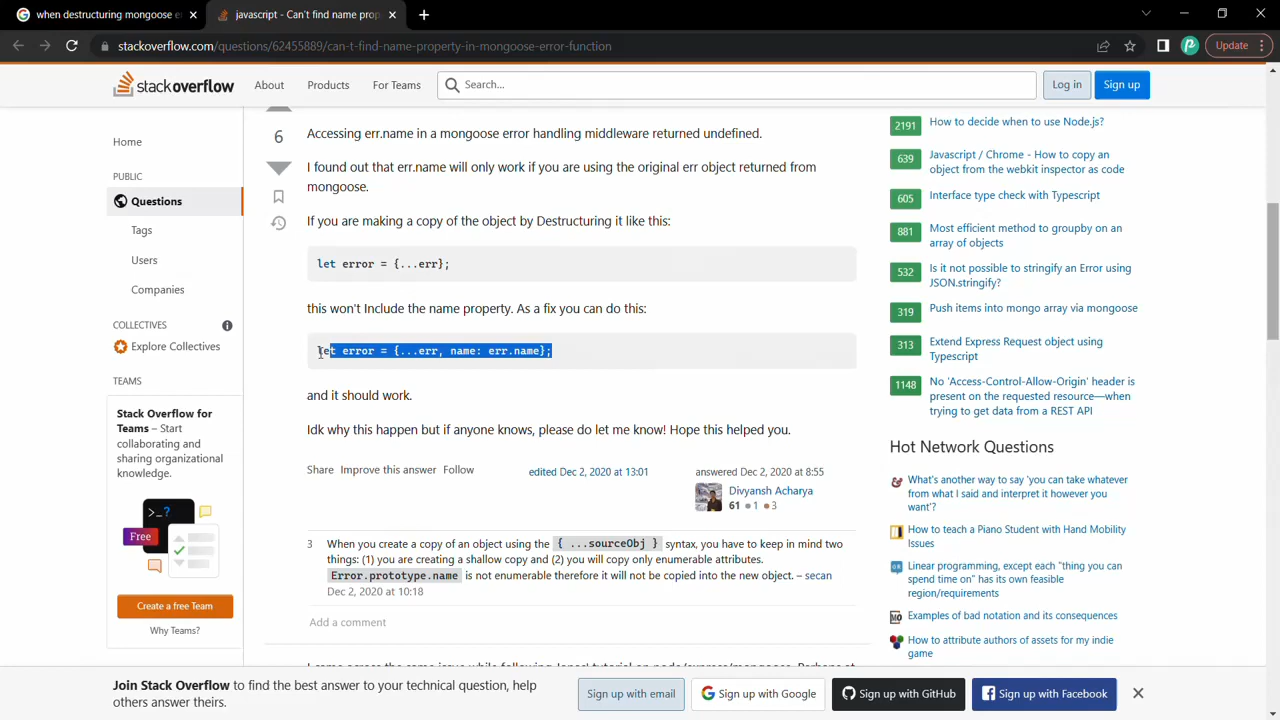 when destructuring mongoose er
javascript - Can't find name prop
stackoverflow.com/questions/62455889/can-t-find-name-property-in-mongoose-error-function
Update
stackoverflow
About
Products
For Teams
Search...
Log in
Sign up
Home
PUBLIC
Questions
Tags
Users
Companies
COLLECTIVES
Explore Collectives
TEAMS
Stack Overflow for
Teams – Start
collaborating and
sharing organizational
knowledge.
>_?
Free
Create a free Team
Why Teams?
6
Accessing err.name in a mongoose error handling middleware returned undefined.
I found out that err.name will only work if you are using the original err object returned from
mongoose.
If you are making a copy of the object by Destructuring it like this:
let error = {...err};
this won't Include the name property. As a fix you can do this:
let error = {...err, name: err.name};
and it should work.
Idk why this happen but if anyone knows, please do let me know! Hope this helped you.
Share Improve this answer Follow
edited Dec 2, 2020 at 13:01
answered Dec 2, 2020 at 8:55
Divyansh Acharya
61 1 3
3 When you create a copy of an object using the { ...sourceObj } syntax, you have to keep in mind two
things: (1) you are creating a shallow copy and (2) you will copy only enumerable attributes.
Error.prototype.name is not enumerable therefore it will not be copied into the new object. – secan
Dec 2, 2020 at 10:18
Add a comment
2191 How to decide when to use Node.js?
639 Javascript / Chrome - How to copy an
object from the webkit inspector as code
605 Interface type check with Typescript
881 Most efficient method to groupby on an
array of objects
532 Is it not possible to stringify an Error using
JSON.stringify?
319 Push items into mongo array via mongoose
313 Extend Express Request object using
Typescript
1148 No 'Access-Control-Allow-Origin' header is
present on the requested resource—when
trying to get data from a REST API
Hot Network Questions
What's another way to say 'you can take whatever
from what I said and interpret it however you
want'?
How to teach a Piano Student with Hand Mobility
Issues
Linear programming, except each "thing you can
spend time on" has its own feasible
region/requirements
Examples of bad notation and its consequences
How to attribute authors of assets for my indie
game
Join Stack Overflow to find the best answer to your technical question, help
others answer theirs.
Sign up with email
Sign up with Google
Sign up with GitHub
Sign up with Facebook